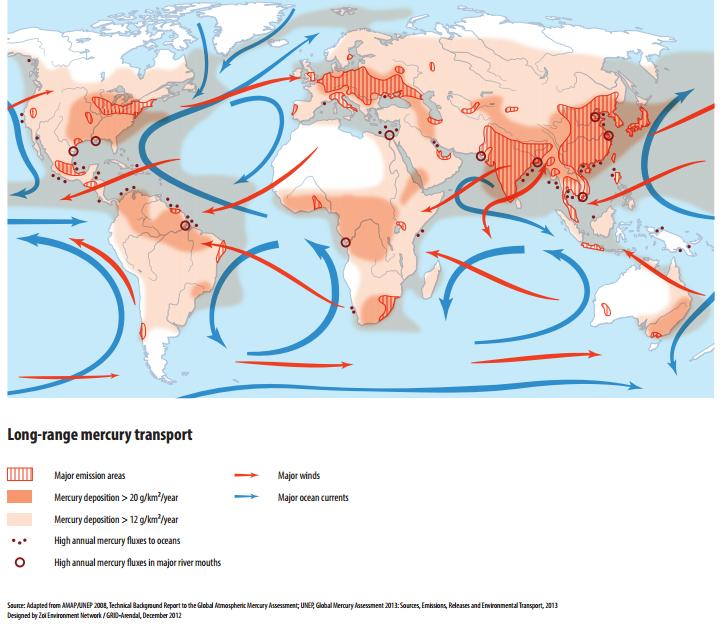 Long-range mercury transport
Major emission areas
Mercury deposition > 20 g/km²/year
Mercury deposition > 12 g/km²/year
High annual mercury fluxes to oceans
High annual mercury fluxes in major river mouths
Major winds
Major ocean currents
Source: Adapted from AMAP/UNEP 2008, Technical Background Report to the Global Atmospheric Mercury Assessment; UNEP, Global Mercury Assessment 2013: Sources, Emissions, Releases and Environmental Transport, 2013
Designed by Zoï Environment Network / GRID-Arendal, December 2012